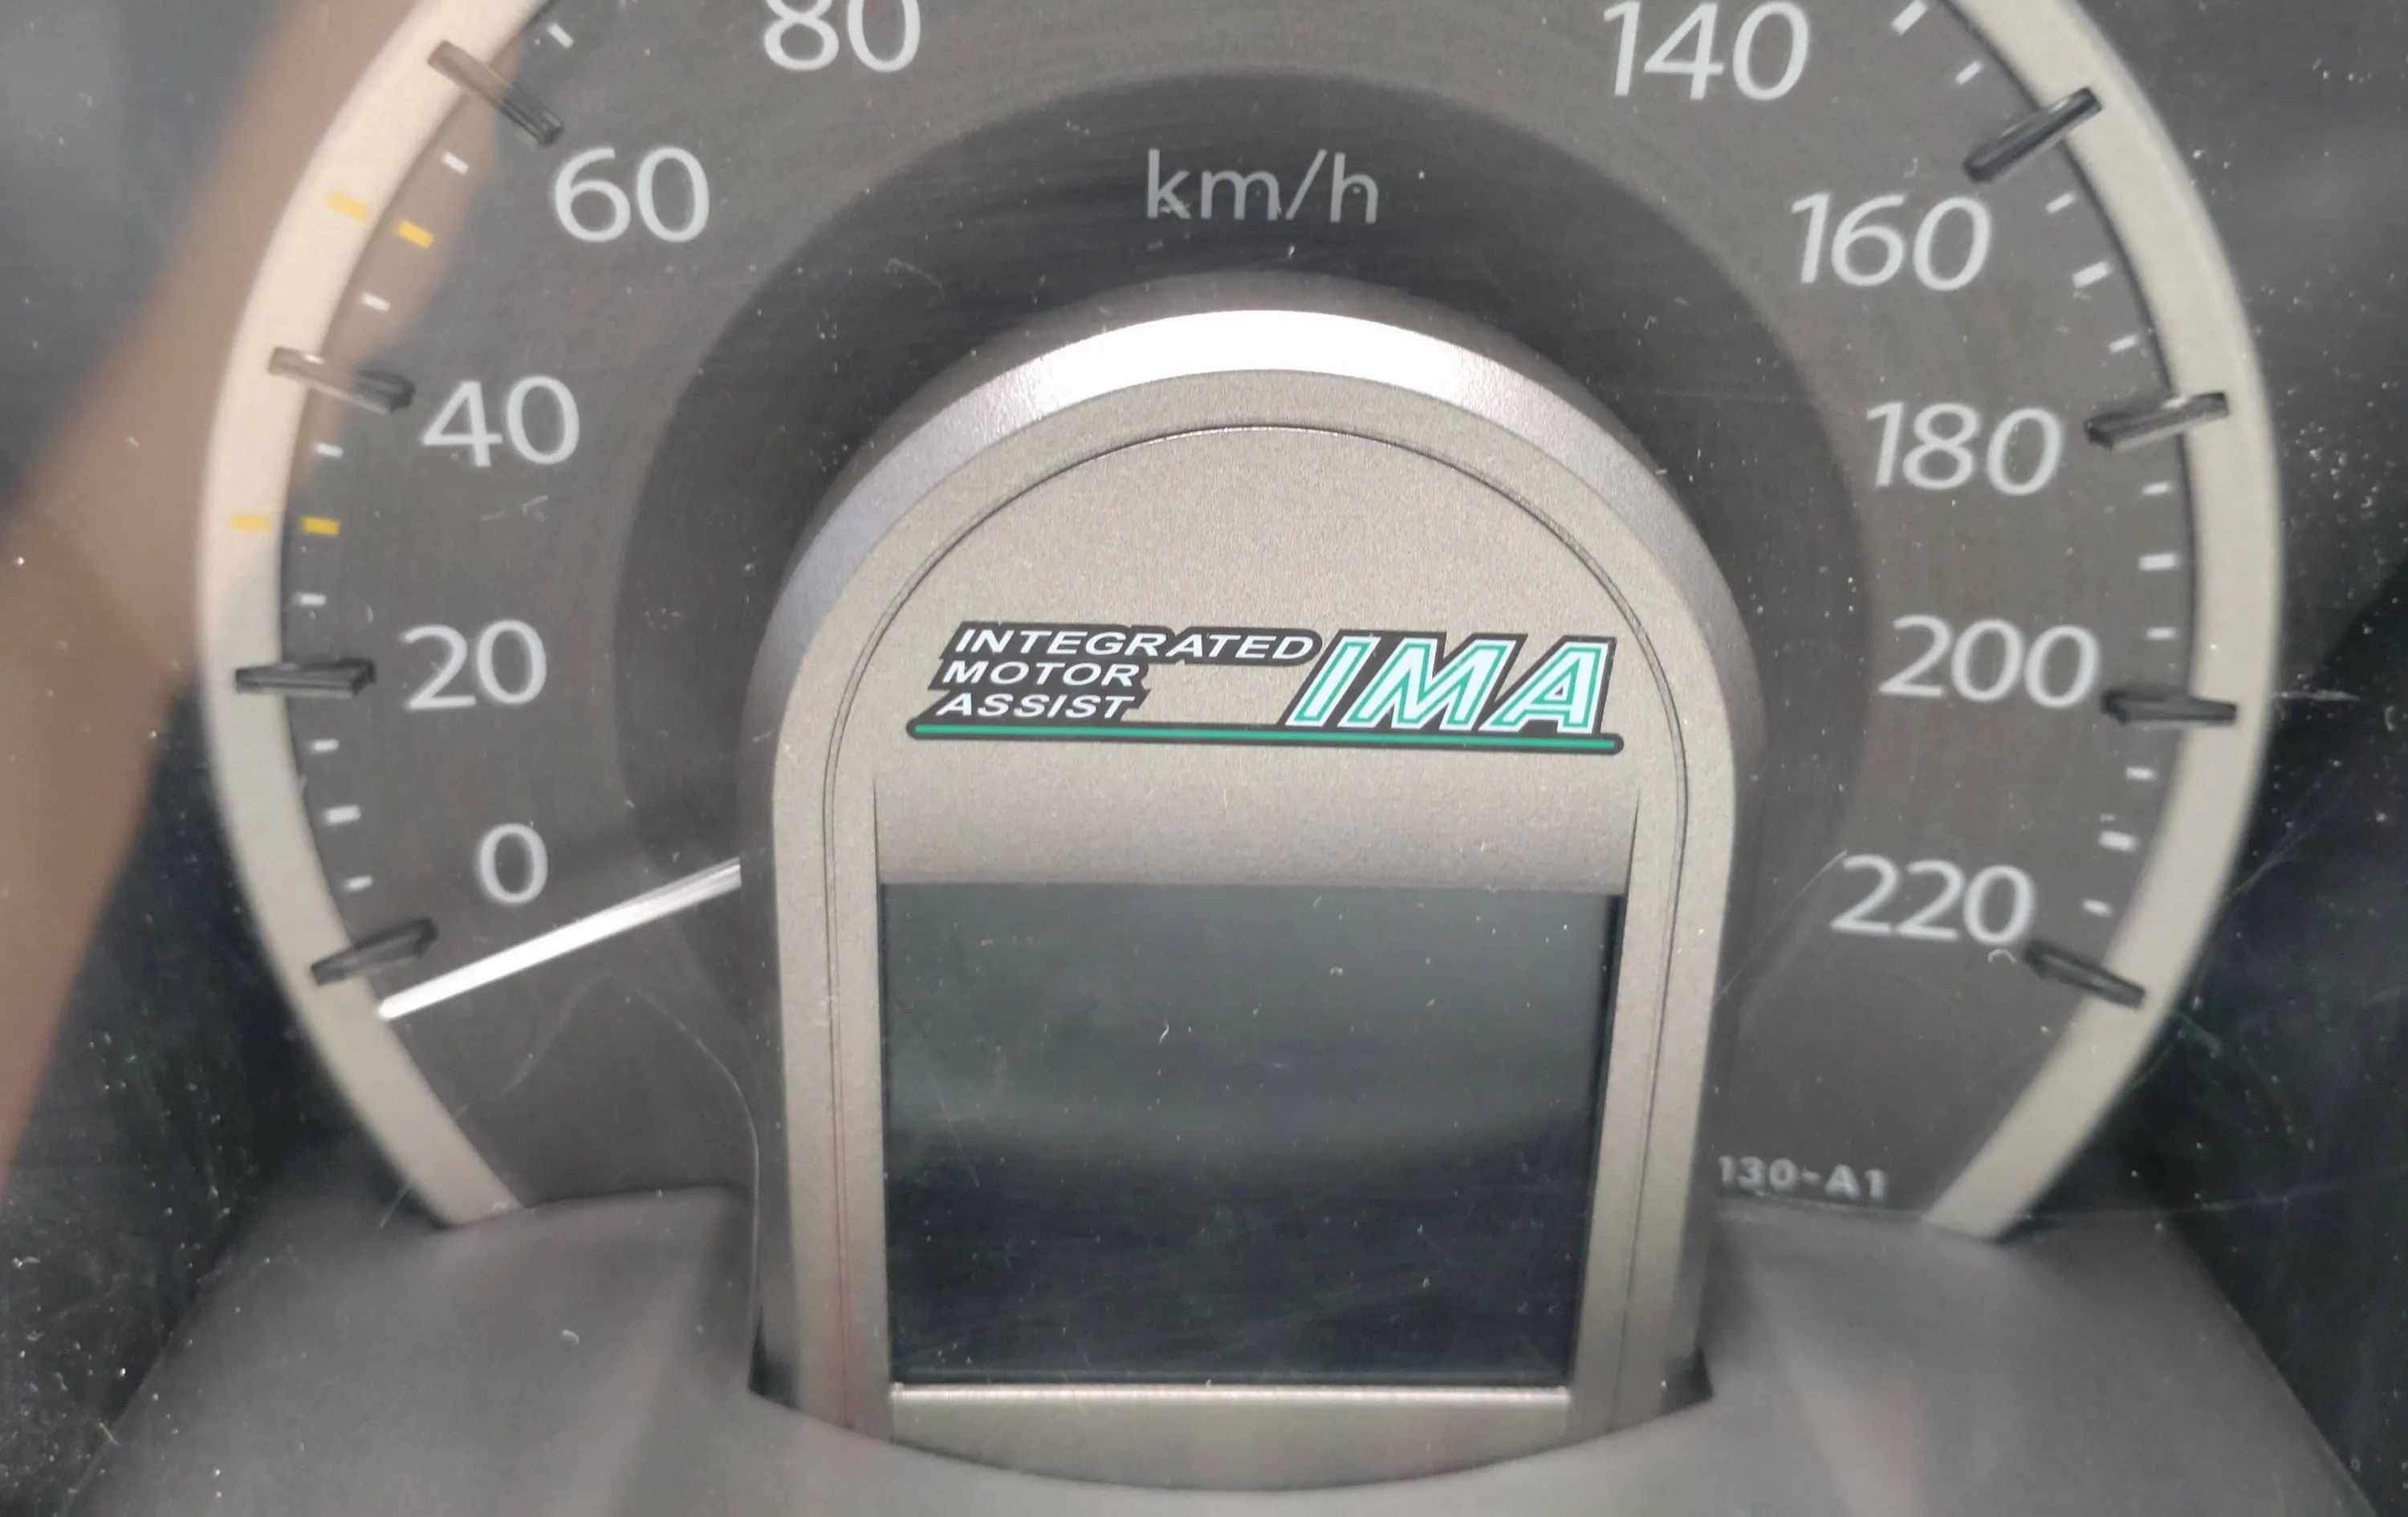 80
140
60
km/h
160
40
180
INTEGRATED
MOTOR
ASSIST
IMA
20
200
0
220
130-A1